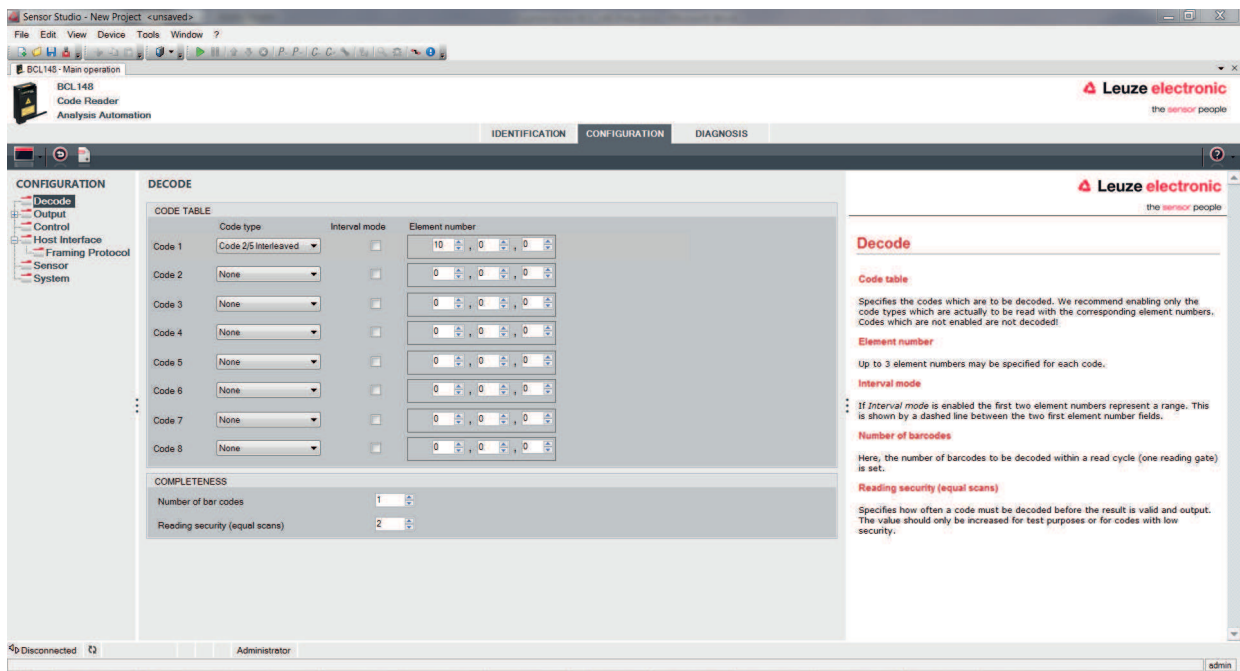 Sensor Studio - New Project <unsaved>
File Edit View Device Tools Window ?
BCL148 - Main operation
BCL148
Code Reader
Analysis Automation
Leuze electronic
the sensor people
IDENTIFICATION CONFIGURATION DIAGNOSIS
CONFIGURATION
Decode
Output
Control
Host Interface
Framing Protocol
Sensor
System
DECODE
CODE TABLE
Code type Interval mode Element number
Code 1 Code 2/5 Interleaved 10 , 0 , 0
Code 2 None 0 , 0 , 0
Code 3 None 0 , 0 , 0
Code 4 None 0 , 0 , 0
Code 5 None 0 , 0 , 0
Code 6 None 0 , 0 , 0
Code 7 None 0 , 0 , 0
Code 8 None 0 , 0 , 0
COMPLETENESS
Number of bar codes 1
Reading security (equal scans) 2
Leuze electronic
the sensor people
Decode
Code table
Specifies the codes which are to be decoded. We recommend enabling only the
code types which are actually to be read with the corresponding element numbers.
Codes which are not enabled are not decoded!
Element number
Up to 3 element numbers may be specified for each code.
Interval mode
If Interval mode is enabled the first two element numbers represent a range. This
is shown by a dashed line between the two first element number fields.
Number of barcodes
Here, the number of barcodes to be decoded within a read cycle (one reading gate)
is set.
Reading security (equal scans)
Specifies how often a code must be decoded before the result is valid and output.
The value should only be increased for test purposes or for codes with low
security.
Disconnected Administrator
admin